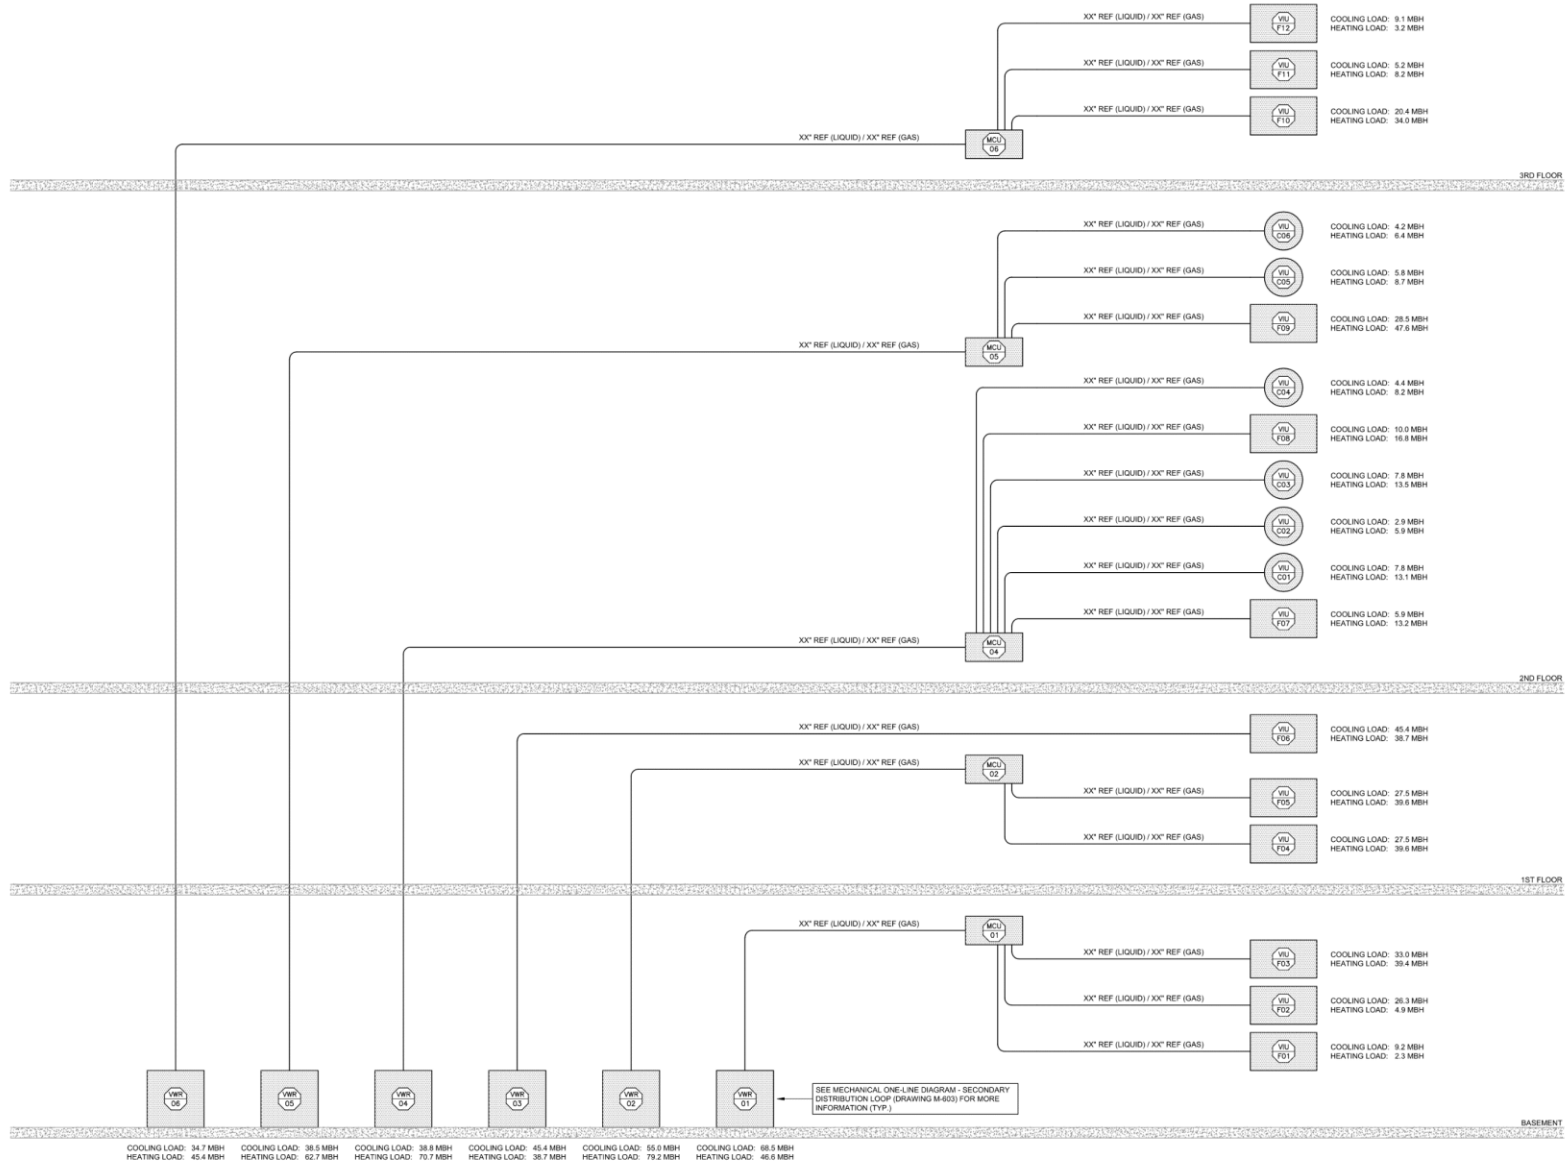 XX" REF (LIQUID) / XX" REF (GAS)
VIU
F12
COOLING LOAD: 9.1 MBH
HEATING LOAD: 3.2 MBH
XX" REF (LIQUID) / XX" REF (GAS)
VIU
F11
COOLING LOAD: 5.2 MBH
HEATING LOAD: 8.2 MBH
XX" REF (LIQUID) / XX" REF (GAS)
VIU
F10
COOLING LOAD: 20.4 MBH
HEATING LOAD: 34.0 MBH
XX" REF (LIQUID) / XX" REF (GAS)
MCU
06
3RD FLOOR
XX" REF (LIQUID) / XX" REF (GAS)
VIU
C06
COOLING LOAD: 4.2 MBH
HEATING LOAD: 6.4 MBH
XX" REF (LIQUID) / XX" REF (GAS)
VIU
C05
COOLING LOAD: 5.8 MBH
HEATING LOAD: 8.7 MBH
XX" REF (LIQUID) / XX" REF (GAS)
VIU
F09
COOLING LOAD: 28.5 MBH
HEATING LOAD: 47.6 MBH
XX" REF (LIQUID) / XX" REF (GAS)
MCU
05
XX" REF (LIQUID) / XX" REF (GAS)
VIU
C04
COOLING LOAD: 4.4 MBH
HEATING LOAD: 8.2 MBH
XX" REF (LIQUID) / XX" REF (GAS)
VIU
F08
COOLING LOAD: 10.0 MBH
HEATING LOAD: 16.8 MBH
XX" REF (LIQUID) / XX" REF (GAS)
VIU
C03
COOLING LOAD: 7.8 MBH
HEATING LOAD: 13.5 MBH
XX" REF (LIQUID) / XX" REF (GAS)
VIU
C02
COOLING LOAD: 2.9 MBH
HEATING LOAD: 5.9 MBH
XX" REF (LIQUID) / XX" REF (GAS)
VIU
C01
COOLING LOAD: 7.8 MBH
HEATING LOAD: 13.1 MBH
XX" REF (LIQUID) / XX" REF (GAS)
VIU
F07
COOLING LOAD: 5.9 MBH
HEATING LOAD: 13.2 MBH
XX" REF (LIQUID) / XX" REF (GAS)
MCU
04
2ND FLOOR
XX" REF (LIQUID) / XX" REF (GAS)
VIU
F06
COOLING LOAD: 45.4 MBH
HEATING LOAD: 38.7 MBH
XX" REF (LIQUID) / XX" REF (GAS)
MCU
02
XX" REF (LIQUID) / XX" REF (GAS)
VIU
F05
COOLING LOAD: 27.5 MBH
HEATING LOAD: 39.6 MBH
XX" REF (LIQUID) / XX" REF (GAS)
VIU
F04
COOLING LOAD: 27.5 MBH
HEATING LOAD: 39.6 MBH
1ST FLOOR
XX" REF (LIQUID) / XX" REF (GAS)
MCU
01
XX" REF (LIQUID) / XX" REF (GAS)
VIU
F03
COOLING LOAD: 33.0 MBH
HEATING LOAD: 39.4 MBH
XX" REF (LIQUID) / XX" REF (GAS)
VIU
F02
COOLING LOAD: 26.3 MBH
HEATING LOAD: 4.9 MBH
XX" REF (LIQUID) / XX" REF (GAS)
VIU
F01
COOLING LOAD: 9.2 MBH
HEATING LOAD: 2.3 MBH
VWR
06
VWR
05
VWR
04
VWR
03
VWR
02
VWR
01
SEE MECHANICAL ONE-LINE DIAGRAM - SECONDARY
DISTRIBUTION LOOP (DRAWING M-603) FOR MORE
INFORMATION (TYP.)
BASEMENT
COOLING LOAD: 34.7 MBH
HEATING LOAD: 45.4 MBH
COOLING LOAD: 38.5 MBH
HEATING LOAD: 62.7 MBH
COOLING LOAD: 38.8 MBH
HEATING LOAD: 70.7 MBH
COOLING LOAD: 45.4 MBH
HEATING LOAD: 38.7 MBH
COOLING LOAD: 55.0 MBH
HEATING LOAD: 79.2 MBH
COOLING LOAD: 68.5 MBH
HEATING LOAD: 46.6 MBH